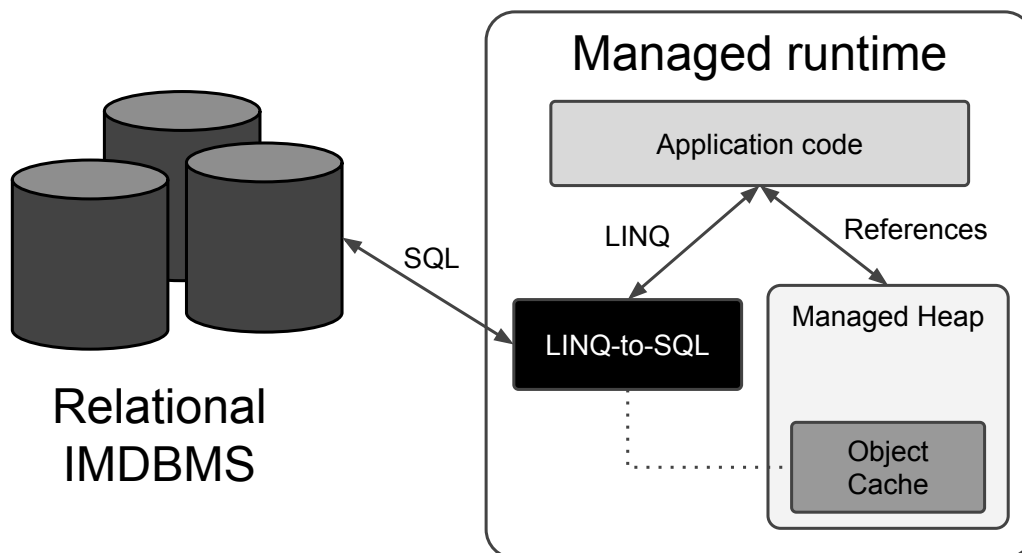 Managed runtime
Application code
LINQ
References
SQL
LINQ-to-SQL
Managed Heap
Object
Cache
Relational
IMDBMS